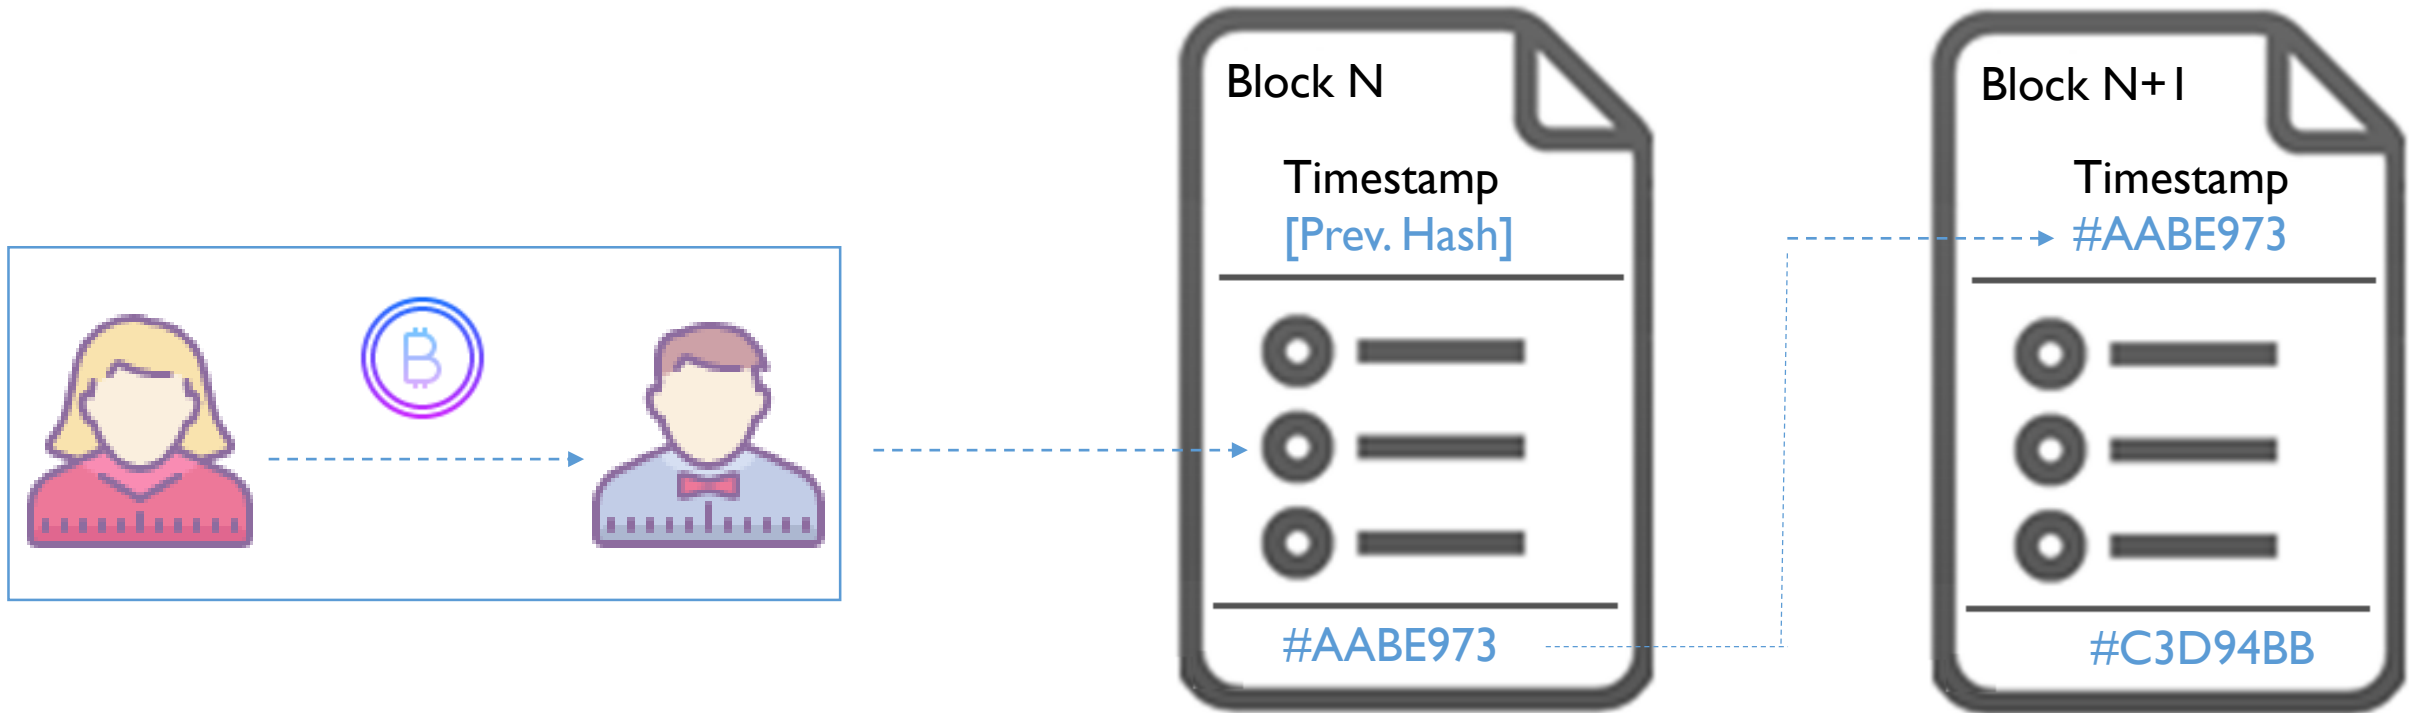 Block N
Timestamp
[Prev. Hash]
#AABE973
Block N+1
Timestamp
#AABE973
#C3D94BB